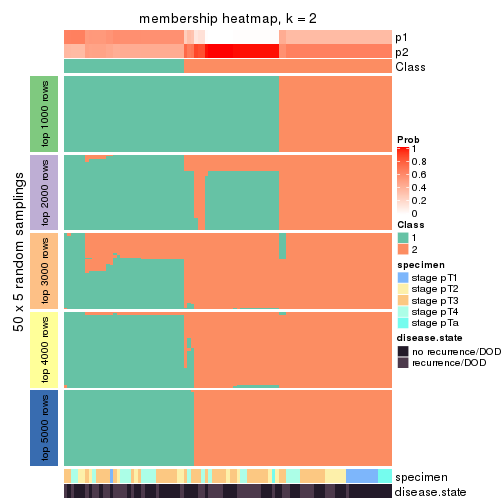 membership heatmap, k = 2
p1
p2
Class
50 x 5 random samplings
top 1000 rows
top 2000 rows
top 3000 rows
top 4000 rows
top 5000 rows
Prob
1
0.8
0.6
0.4
0.2
0
Class
1
2
specimen
stage pT1
stage pT2
stage pT3
stage pT4
stage pTa
disease.state
no recurrence/DOD
recurrence/DOD
specimen
disease.state